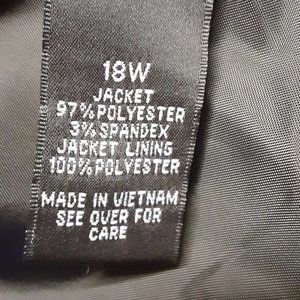 18W
JACKET
97%POLYESTER
3%SPANDEX
JACKET LINING
100%POLYESTER
MADE IN VIETNAM
SEE OVER FOR
CARE